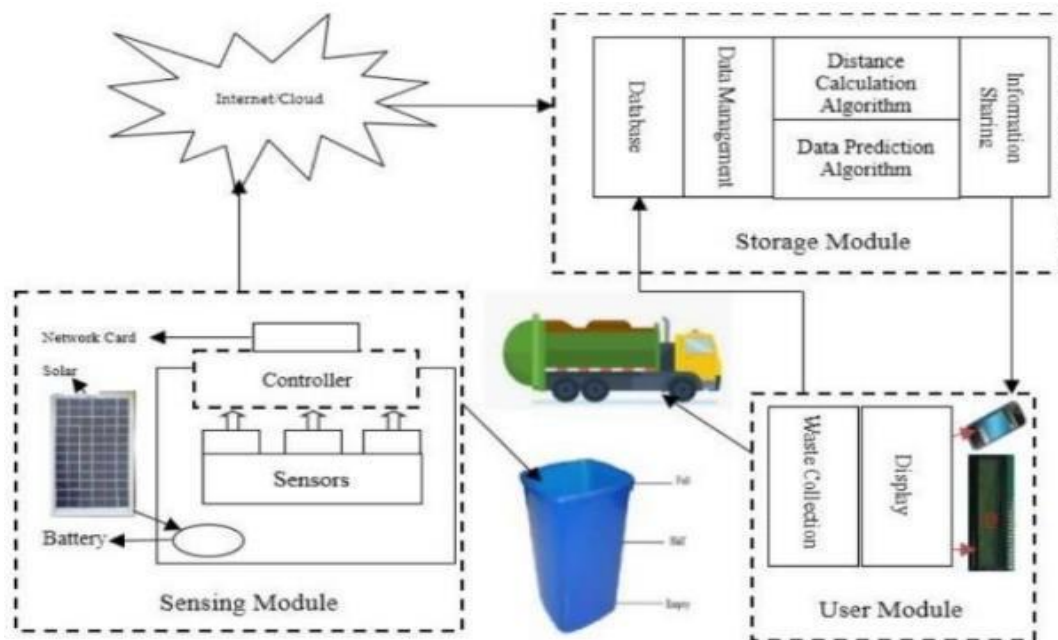 Internet/Cloud
Database
Data Management
Distance
Calculation
Algorithm
Data Prediction
Algorithm
Information
Sharing
Storage Module
Network Card
Solar
Controller
Sensors
Battery
Sensing Module
Full
Half
Empty
Waste Collection
Display
User Module